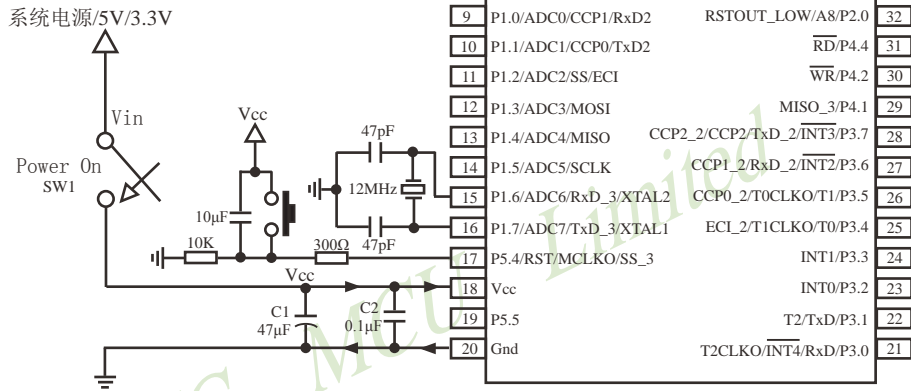 系统电源/5V/3.3V
Vin
Power On
SW1
Vcc
10μF
10K
300Ω
47pF
12MHz
47pF
Vcc
C1
47μF
C2
0.1μF
9 P1.0/ADC0/CCP1/RxD2
10 P1.1/ADC1/CCP0/TxD2
11 P1.2/ADC2/SS/ECI
12 P1.3/ADC3/MOSI
13 P1.4/ADC4/MISO
14 P1.5/ADC5/SCLK
15 P1.6/ADC6/RxD_3/XTAL2
16 P1.7/ADC7/TxD_3/XTAL1
17 P5.4/RST/MCLKO/SS_3
18 Vcc
19 P5.5
20 Gnd
RSTOUT_LOW/A8/P2.0 32
RD/P4.4 31
WR/P4.2 30
MISO_3/P4.1 29
CCP2_2/CCP2/TxD_2/INT3/P3.7 28
CCP1_2/RxD_2/INT2/P3.6 27
CCP0_2/T0CLKO/T1/P3.5 26
ECI_2/T1CLKO/T0/P3.4 25
INT1/P3.3 24
INT0/P3.2 23
T2/TxD/P3.1 22
T2CLKO/INT4/RxD/P3.0 21
MCU Limited